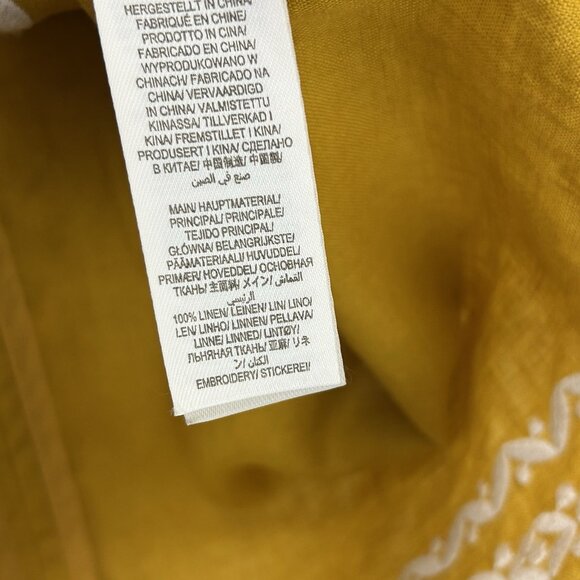 HERGESTELLT IN CHINA/
FABRIQUÉ EN CHINE/
PRODOTTO IN CINA/
FABRICADO EN CHINA/
WYPRODUKOWANO W
CHINACH/ FABRICADO NA
CHINA/ VERVAARDIGD
IN CHINA/ VALMISTETTU
KIINASSA/ TILLVERKAD I
KINA/ FREMSTILLET I KINA/
PRODUSERT I KINA/ СДЕЛАНО
В КИТАЕ/ 中国制造/ 中国製/
صنع في الصين
MAIN/ HAUPTMATERIAL/
PRINCIPAL/ PRINCIPALE/
TEJIDO PRINCIPAL/
GŁÓWNA/ BELANGRIJKSTE/
PÄÄMATERIAALI/ HUVUDDEL/
PRIMÆR/ HOVEDDEL/ ОСНОВНАЯ
ТКАНЬ/ 主面料/ メイン/ القماش
الرئيسي
100% LINEN/ LEINEN/ LIN/ LINO/
LEN/ LINHO/ LINNEN/ PELLAVA/
LINNE/ LINNED/ LINTØY/
ЛЬНЯНАЯ ТКАНЬ/ 亚麻/ リネ
ン/ الكتان
EMBROIDERY/ STICKEREI/